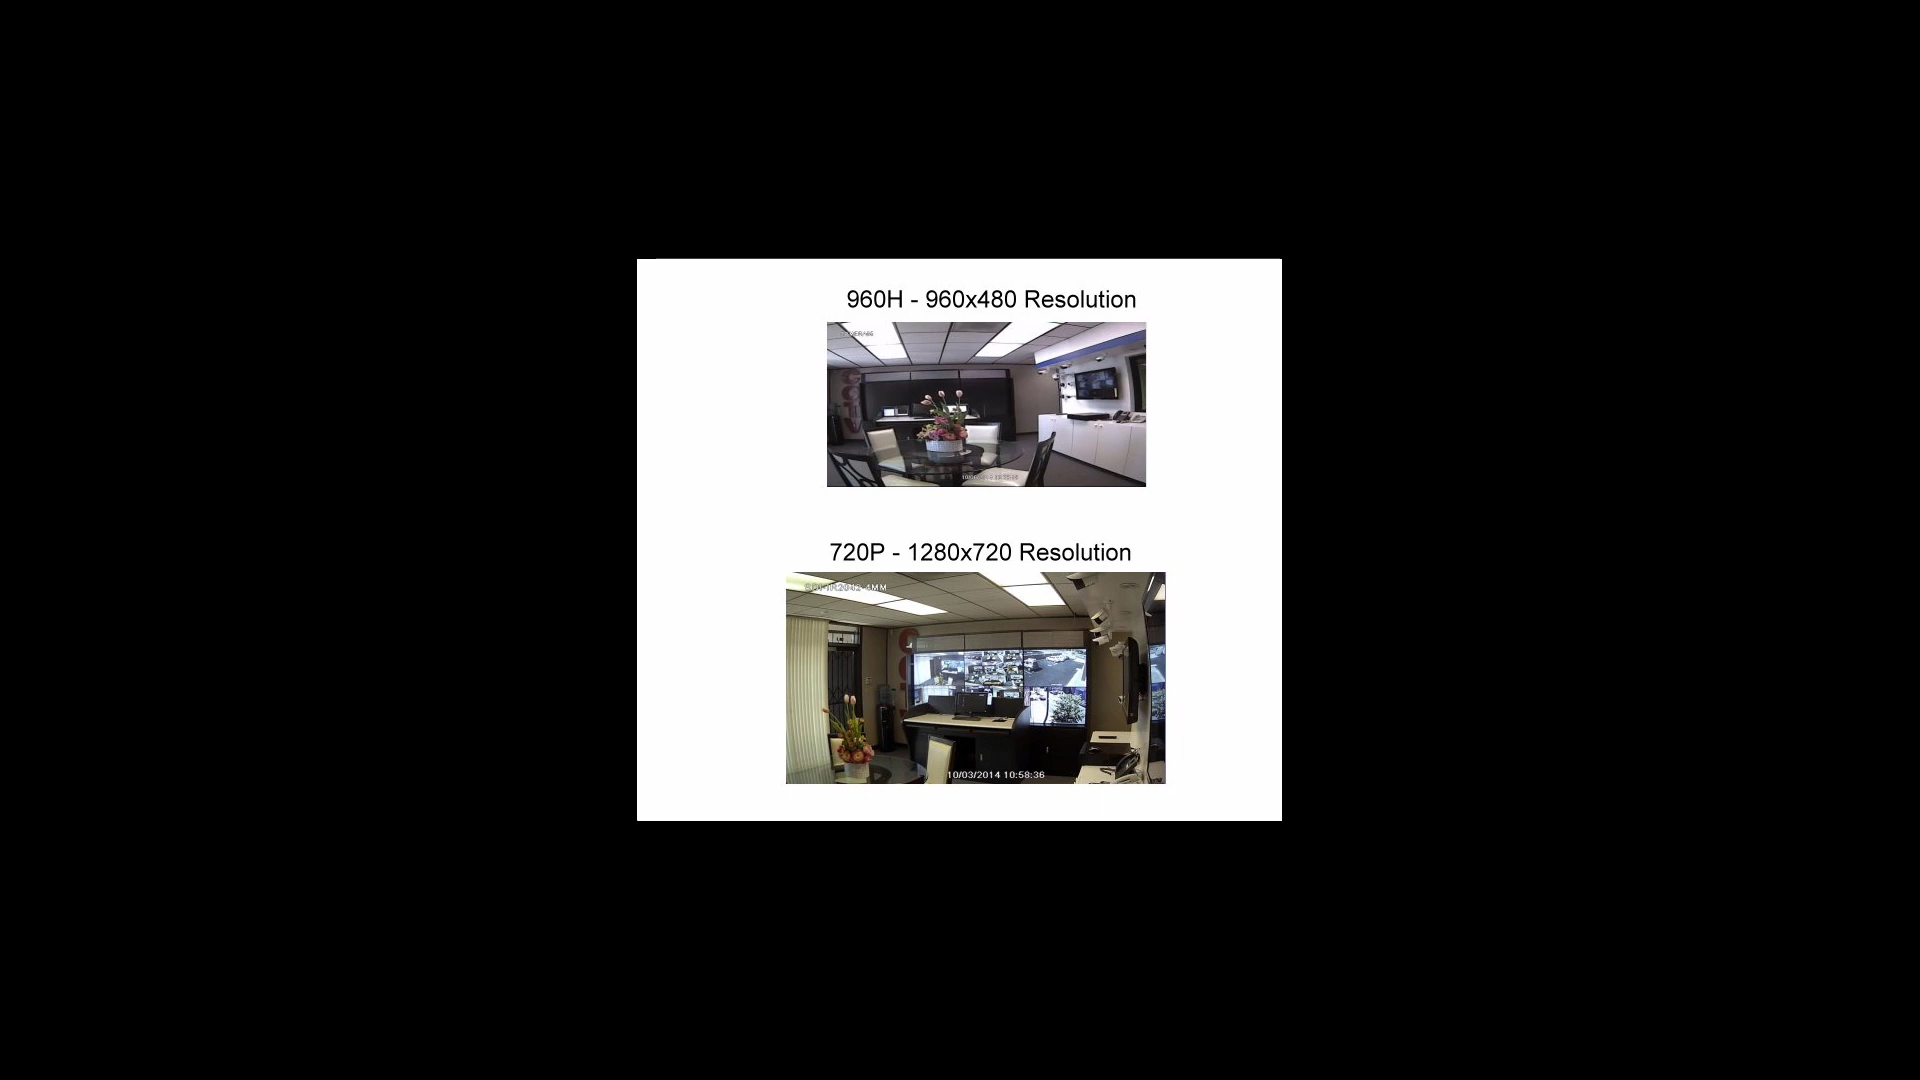 960H - 960x480 Resolution
720P - 1280x720 Resolution
10/03/2014 10:58:36